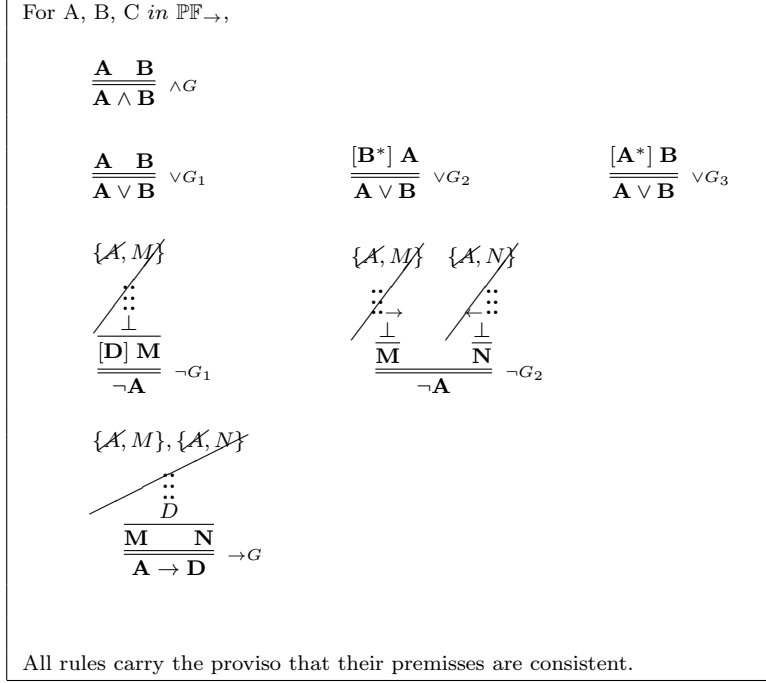 For A, B, C in ℙ𝔽→,
A B
A ∧ B ∧G
A B [B*] A [A*] B
A ∨ B ∨G₁ A ∨ B ∨G₂ A ∨ B ∨G₃
{A, M} {A, M} {A, N}
→ ←
⊥ ⊥ ⊥
[D] M M N
¬A ¬G₁ ¬A ¬G₂
{A, M}, {A, N}
D
M N
A → D →G
All rules carry the proviso that their premisses are consistent.